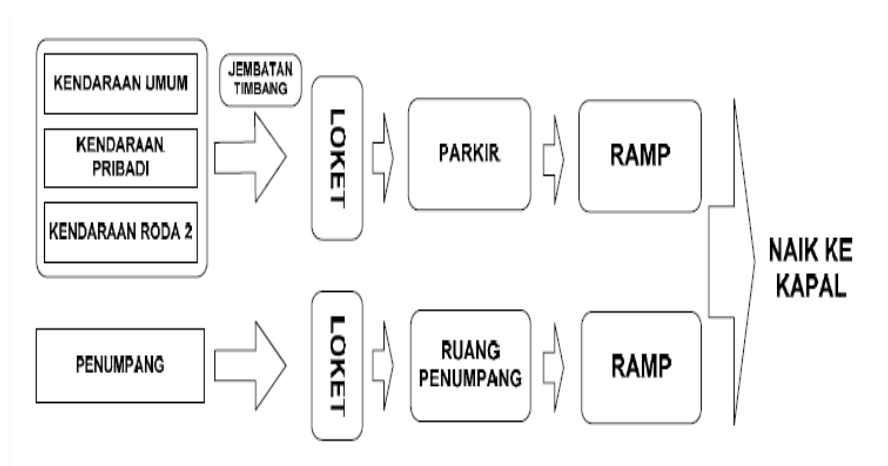 KENDARAAN UMUM
KENDARAAN
PRIBADI
KENDARAAN RODA 2
JEMBATAN
TIMBANG
LOKET
PARKIR
RAMP
PENUMPANG
LOKET
RUANG
PENUMPANG
RAMP
NAIK KE
KAPAL